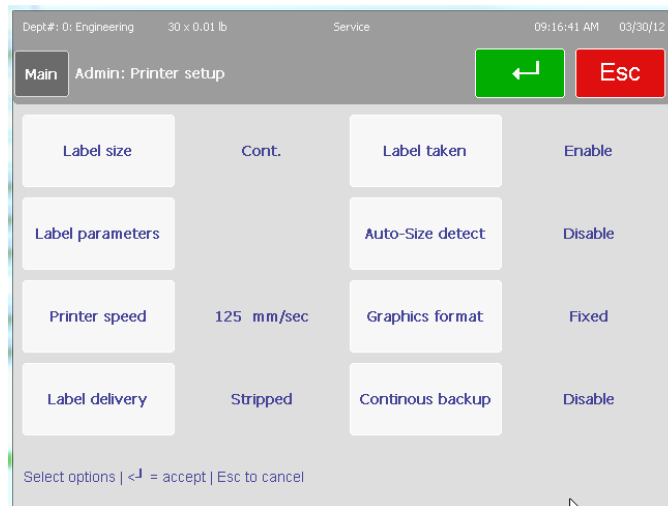 Dept#: 0: Engineering 30 x 0.01 lb Service 09:16:41 AM 03/30/12
Main Admin: Printer setup Esc
Label size Cont. Label taken Enable
Label parameters Auto-Size detect Disable
Printer speed 125 mm/sec Graphics format Fixed
Label delivery Stripped Continous backup Disable
Select options | <┘ = accept | Esc to cancel